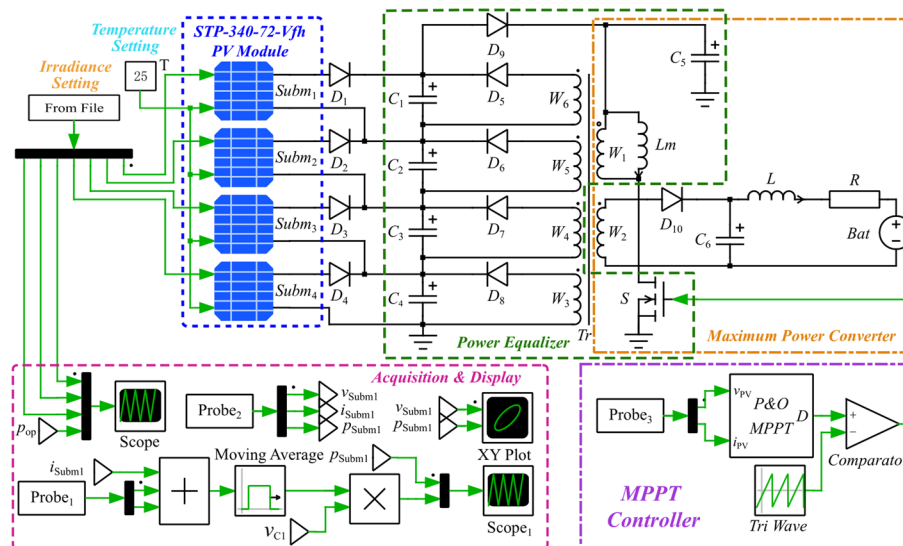 Temperature
Setting
STP-340-72-Vfh
PV Module
Irradiance
Setting
25
T
From File
Subm1
Subm2
Subm3
Subm4
D1
D2
D3
D4
C1
C2
C3
C4
D9
D5
D6
D7
D8
W6
W5
W4
W3
Tr
C5
W1
Lm
W2
D10
C6
L
R
Bat
S
Power Equalizer
Maximum Power Converter
Acquisition & Display
pop
Scope
Probe2
vSubm1
iSubm1
pSubm1
vSubm1
pSubm1
XY Plot
iSubm1
Probe1
Moving Average
pSubm1
vC1
Scope1
Probe3
vPV
iPV
P&O
MPPT
D
Comparato
Tri Wave
MPPT
Controller